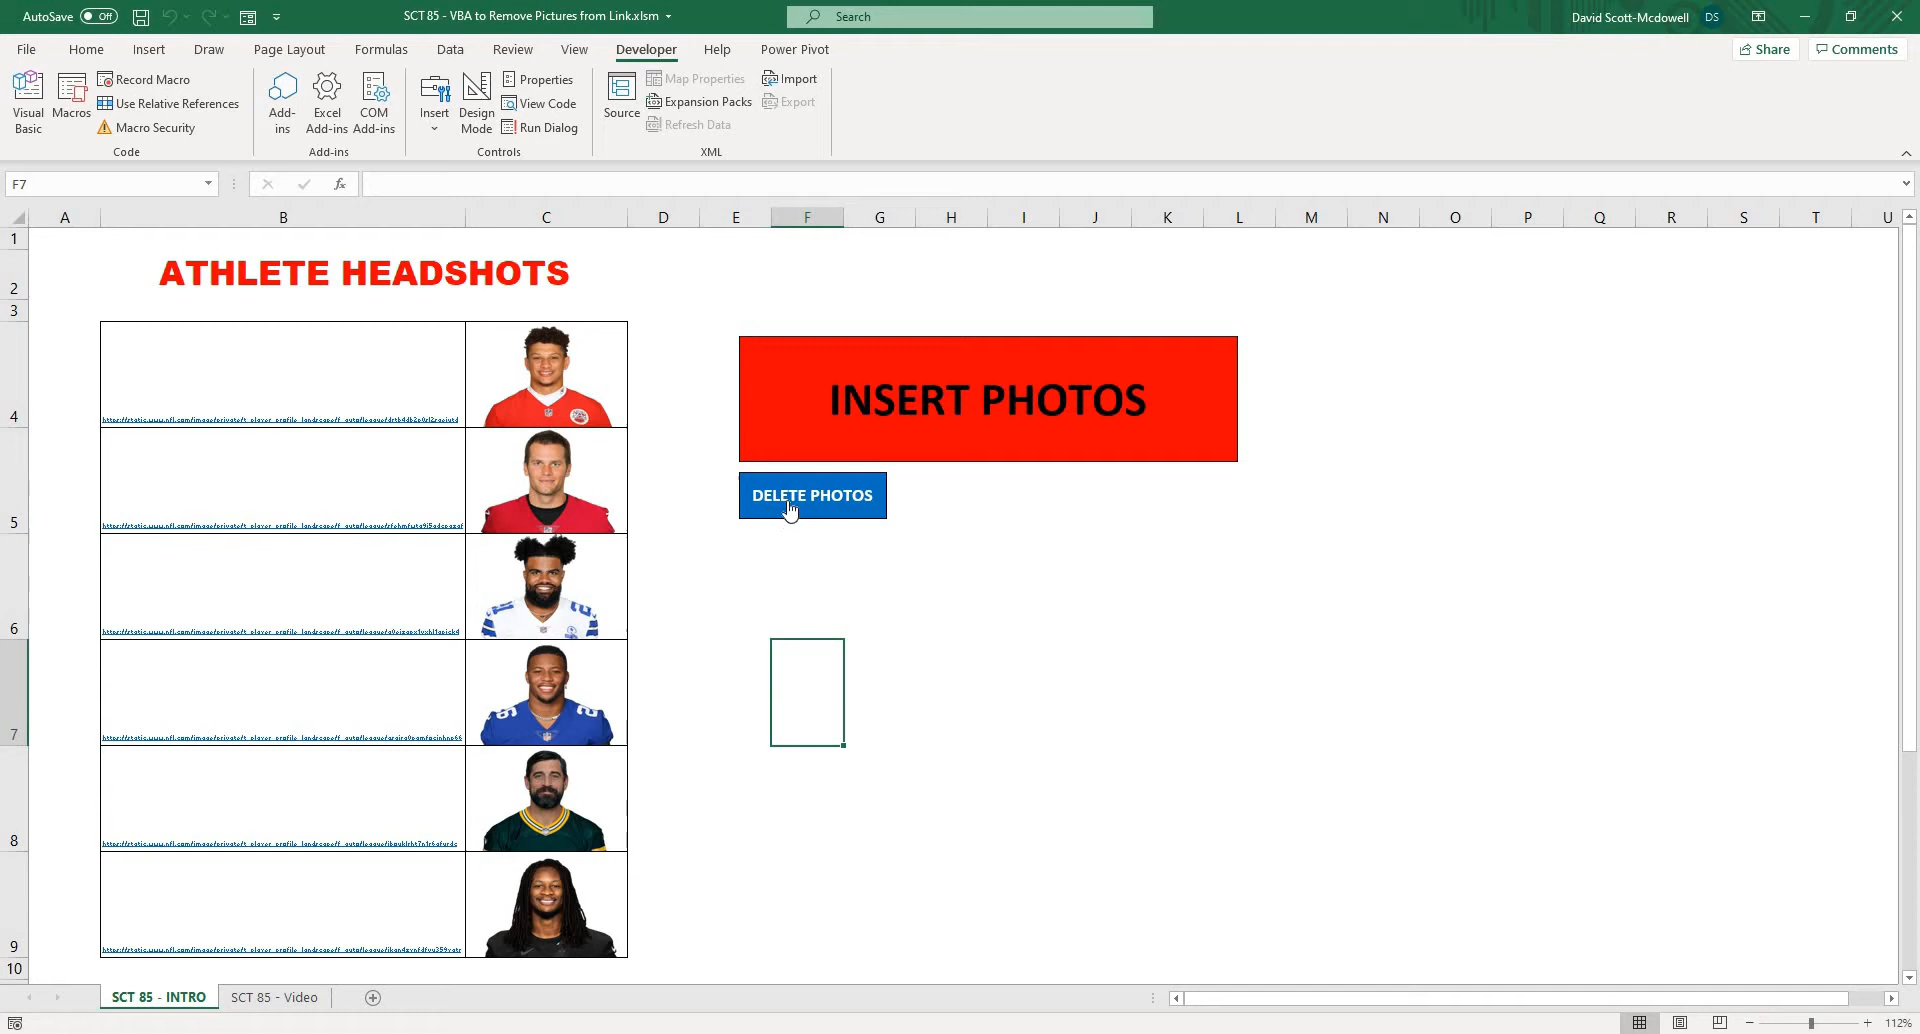 AutoSave Off
SCT 85 - VBA to Remove Pictures from Link.xlsm
Search
David Scott-Mcdowell DS
File Home Insert Draw Page Layout Formulas Data Review View Developer Help Power Pivot
Share Comments
Visual Basic
Macros
Record Macro
Use Relative References
Macro Security
Code
Add-ins
Excel Add-ins
COM Add-ins
Add-ins
Insert
Design Mode
Properties
View Code
Run Dialog
Controls
Source
Map Properties
Expansion Packs
Refresh Data
Import
Export
XML
F7
fx
A B C D E F G H I J K L M N O P Q R S T U
1
2
3
4
5
6
7
8
9
10
ATHLETE HEADSHOTS
INSERT PHOTOS
DELETE PHOTOS
SCT 85 - INTRO
SCT 85 - Video
112%